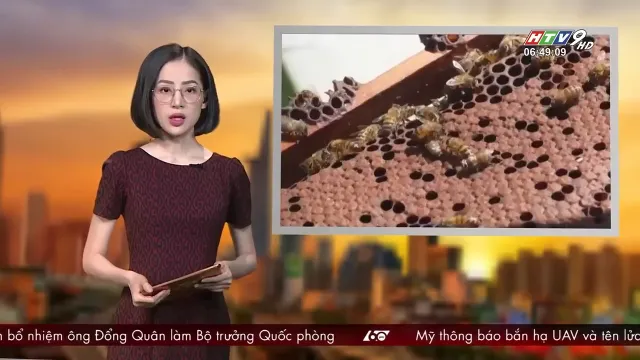 HTV9 HD
06:49:09
bổ nhiệm ông Đổng Quân làm Bộ trưởng Quốc phòng
60 Mỹ thông báo bắn hạ UAV và tên lửa